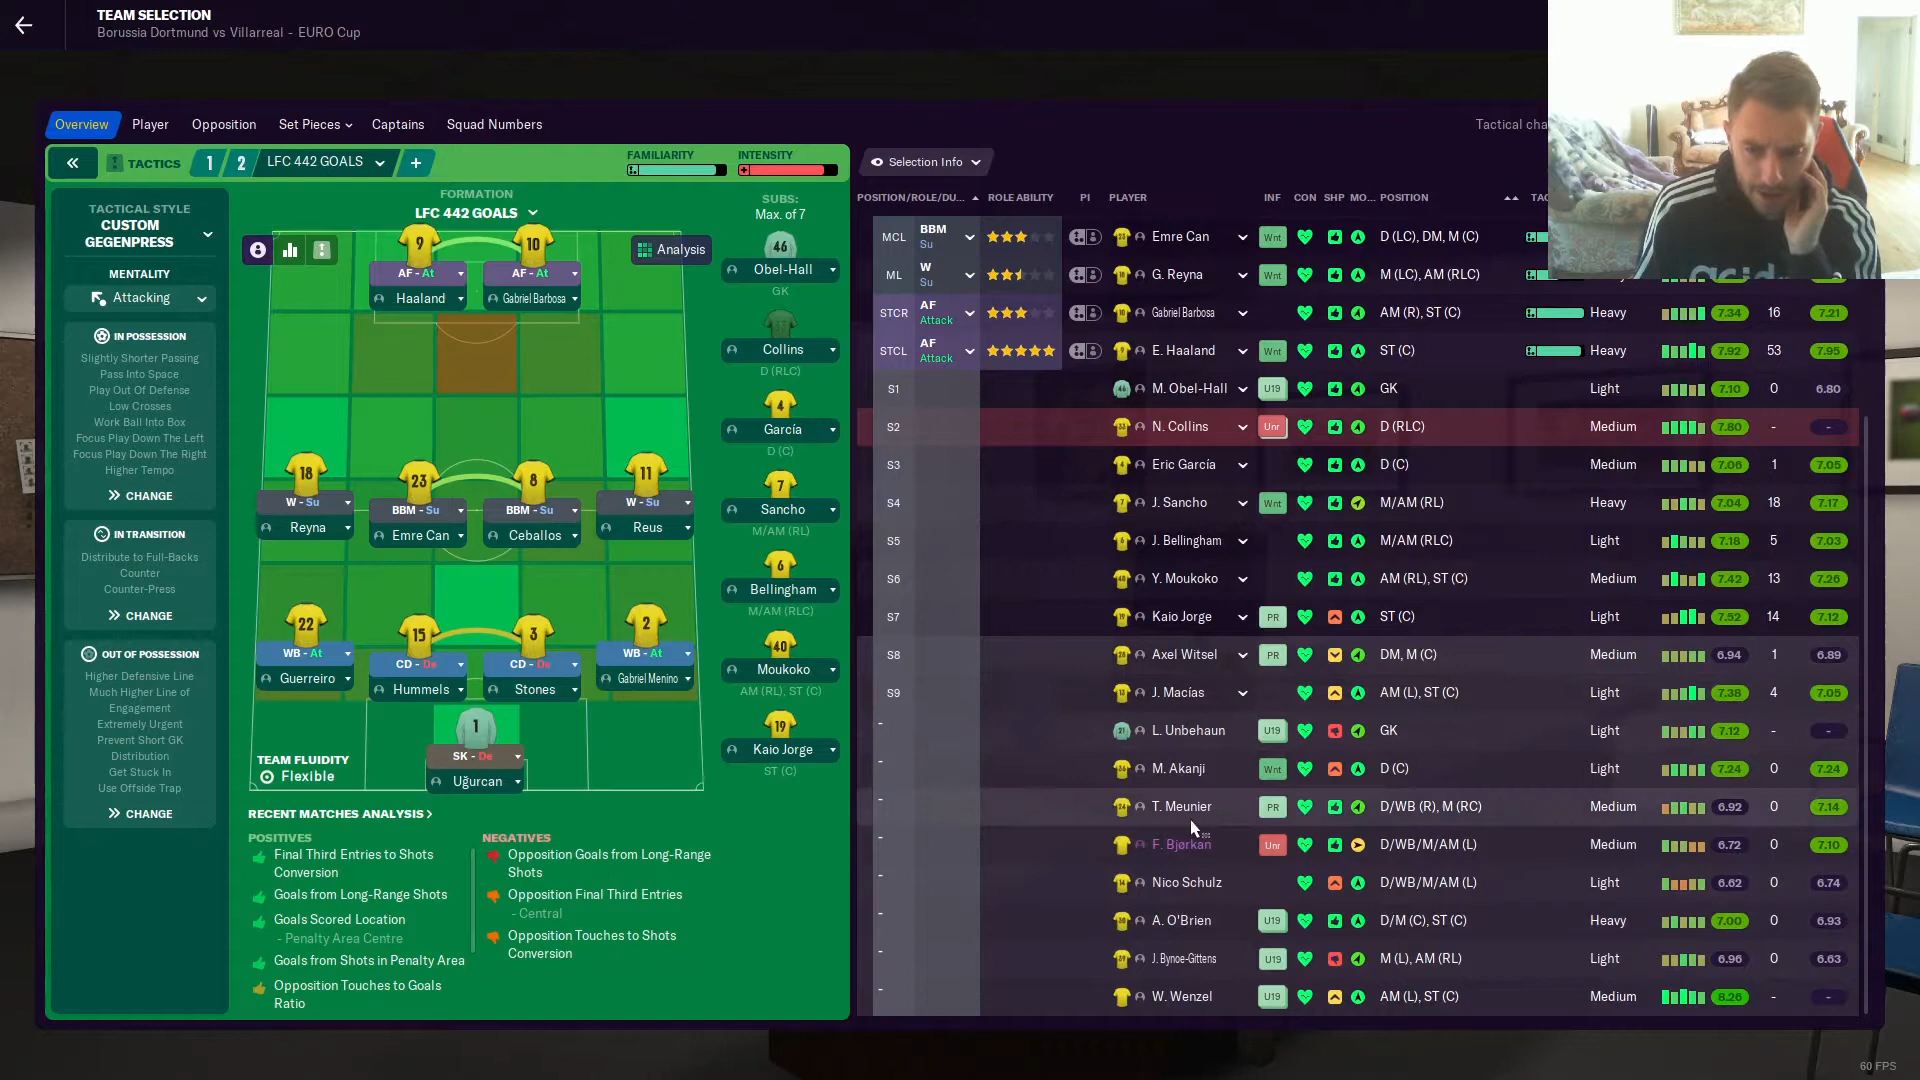 TEAM SELECTION
Borussia Dortmund vs Villarreal - EURO Cup
Overview
Player
Opposition
Set Pieces
Captains
Squad Numbers
Tactical cha
TACTICS
1
2
LFC 442 GOALS
+
FAMILIARITY
INTENSITY
TACTICAL STYLE
CUSTOM
GEGENPRESS
MENTALITY
Attacking
IN POSSESSION
Slightly Shorter Passing
Pass Into Space
Play Out Of Defense
Low Crosses
Work Ball Into Box
Focus Play Down The Left
Focus Play Down The Right
Higher Tempo
CHANGE
IN TRANSITION
Distribute to Full-Backs
Counter
Counter-Press
CHANGE
OUT OF POSSESSION
Higher Defensive Line
Much Higher Line of
Engagement
Extremely Urgent
Prevent Short GK
Distribution
Get Stuck In
Use Offside Trap
CHANGE
FORMATION
LFC 442 GOALS
Analysis
9
AF - At
Haaland
10
AF - At
Gabriel Barbosa
18
W - Su
Reyna
23
BBM - Su
Emre Can
8
BBM - Su
Ceballos
11
W - Su
Reus
22
WB - At
Guerreiro
15
CD - De
Hummels
3
CD - De
Stones
2
WB - At
Gabriel Menino
1
SK - De
Uğurcan
TEAM FLUIDITY
Flexible
SUBS:
Max. of 7
46
Obel-Hall
GK
Collins
D (RLC)
4
García
D (C)
7
Sancho
M/AM (RL)
6
Bellingham
M/AM (RLC)
40
Moukoko
AM (RL), ST (C)
19
Kaio Jorge
ST (C)
RECENT MATCHES ANALYSIS
POSITIVES
Final Third Entries to Shots
Conversion
Goals from Long-Range Shots
Goals Scored Location
- Penalty Area Centre
Goals from Shots in Penalty Area
Opposition Touches to Goals
Ratio
NEGATIVES
Opposition Goals from Long-Range
Shots
Opposition Final Third Entries
- Central
Opposition Touches to Shots
Conversion
Selection Info
POSITION/ROLE/DU... ROLE ABILITY PI PLAYER INF CON SHP MO... POSITION TAC
MCL BBM Su Emre Can Wnt D (LC), DM, M (C)
ML W Su G. Reyna Wnt M (LC), AM (RLC)
STCR AF Attack Gabriel Barbosa AM (R), ST (C) Heavy 7.34 16 7.21
STCL AF Attack E. Haaland Wnt ST (C) Heavy 7.92 53 7.95
S1 M. Obel-Hall U19 GK Light 7.10 0 6.80
S2 N. Collins Unr D (RLC) Medium 7.80 - -
S3 Eric García D (C) Medium 7.06 1 7.05
S4 J. Sancho Wnt M/AM (RL) Heavy 7.04 18 7.17
S5 J. Bellingham M/AM (RLC) Light 7.18 5 7.03
S6 Y. Moukoko AM (RL), ST (C) Medium 7.42 13 7.26
S7 Kaio Jorge PR ST (C) Light 7.52 14 7.12
S8 Axel Witsel PR DM, M (C) Medium 6.94 1 6.89
S9 J. Macías AM (L), ST (C) Light 7.38 4 7.05
- L. Unbehaun U19 GK Light 7.12 - -
- M. Akanji Wnt D (C) Light 7.24 0 7.24
- T. Meunier PR D/WB (R), M (RC) Medium 6.92 0 7.14
- F. Bjørkan Unr D/WB/M/AM (L) Medium 6.72 0 7.10
- Nico Schulz D/WB/M/AM (L) Light 6.62 0 6.74
- A. O'Brien U19 D/M (C), ST (C) Heavy 7.00 0 6.93
- J. Bynoe-Gittens U19 M (L), AM (RL) Light 6.96 0 6.63
- W. Wenzel U19 AM (L), ST (C) Medium 8.26 - -
60 FPS